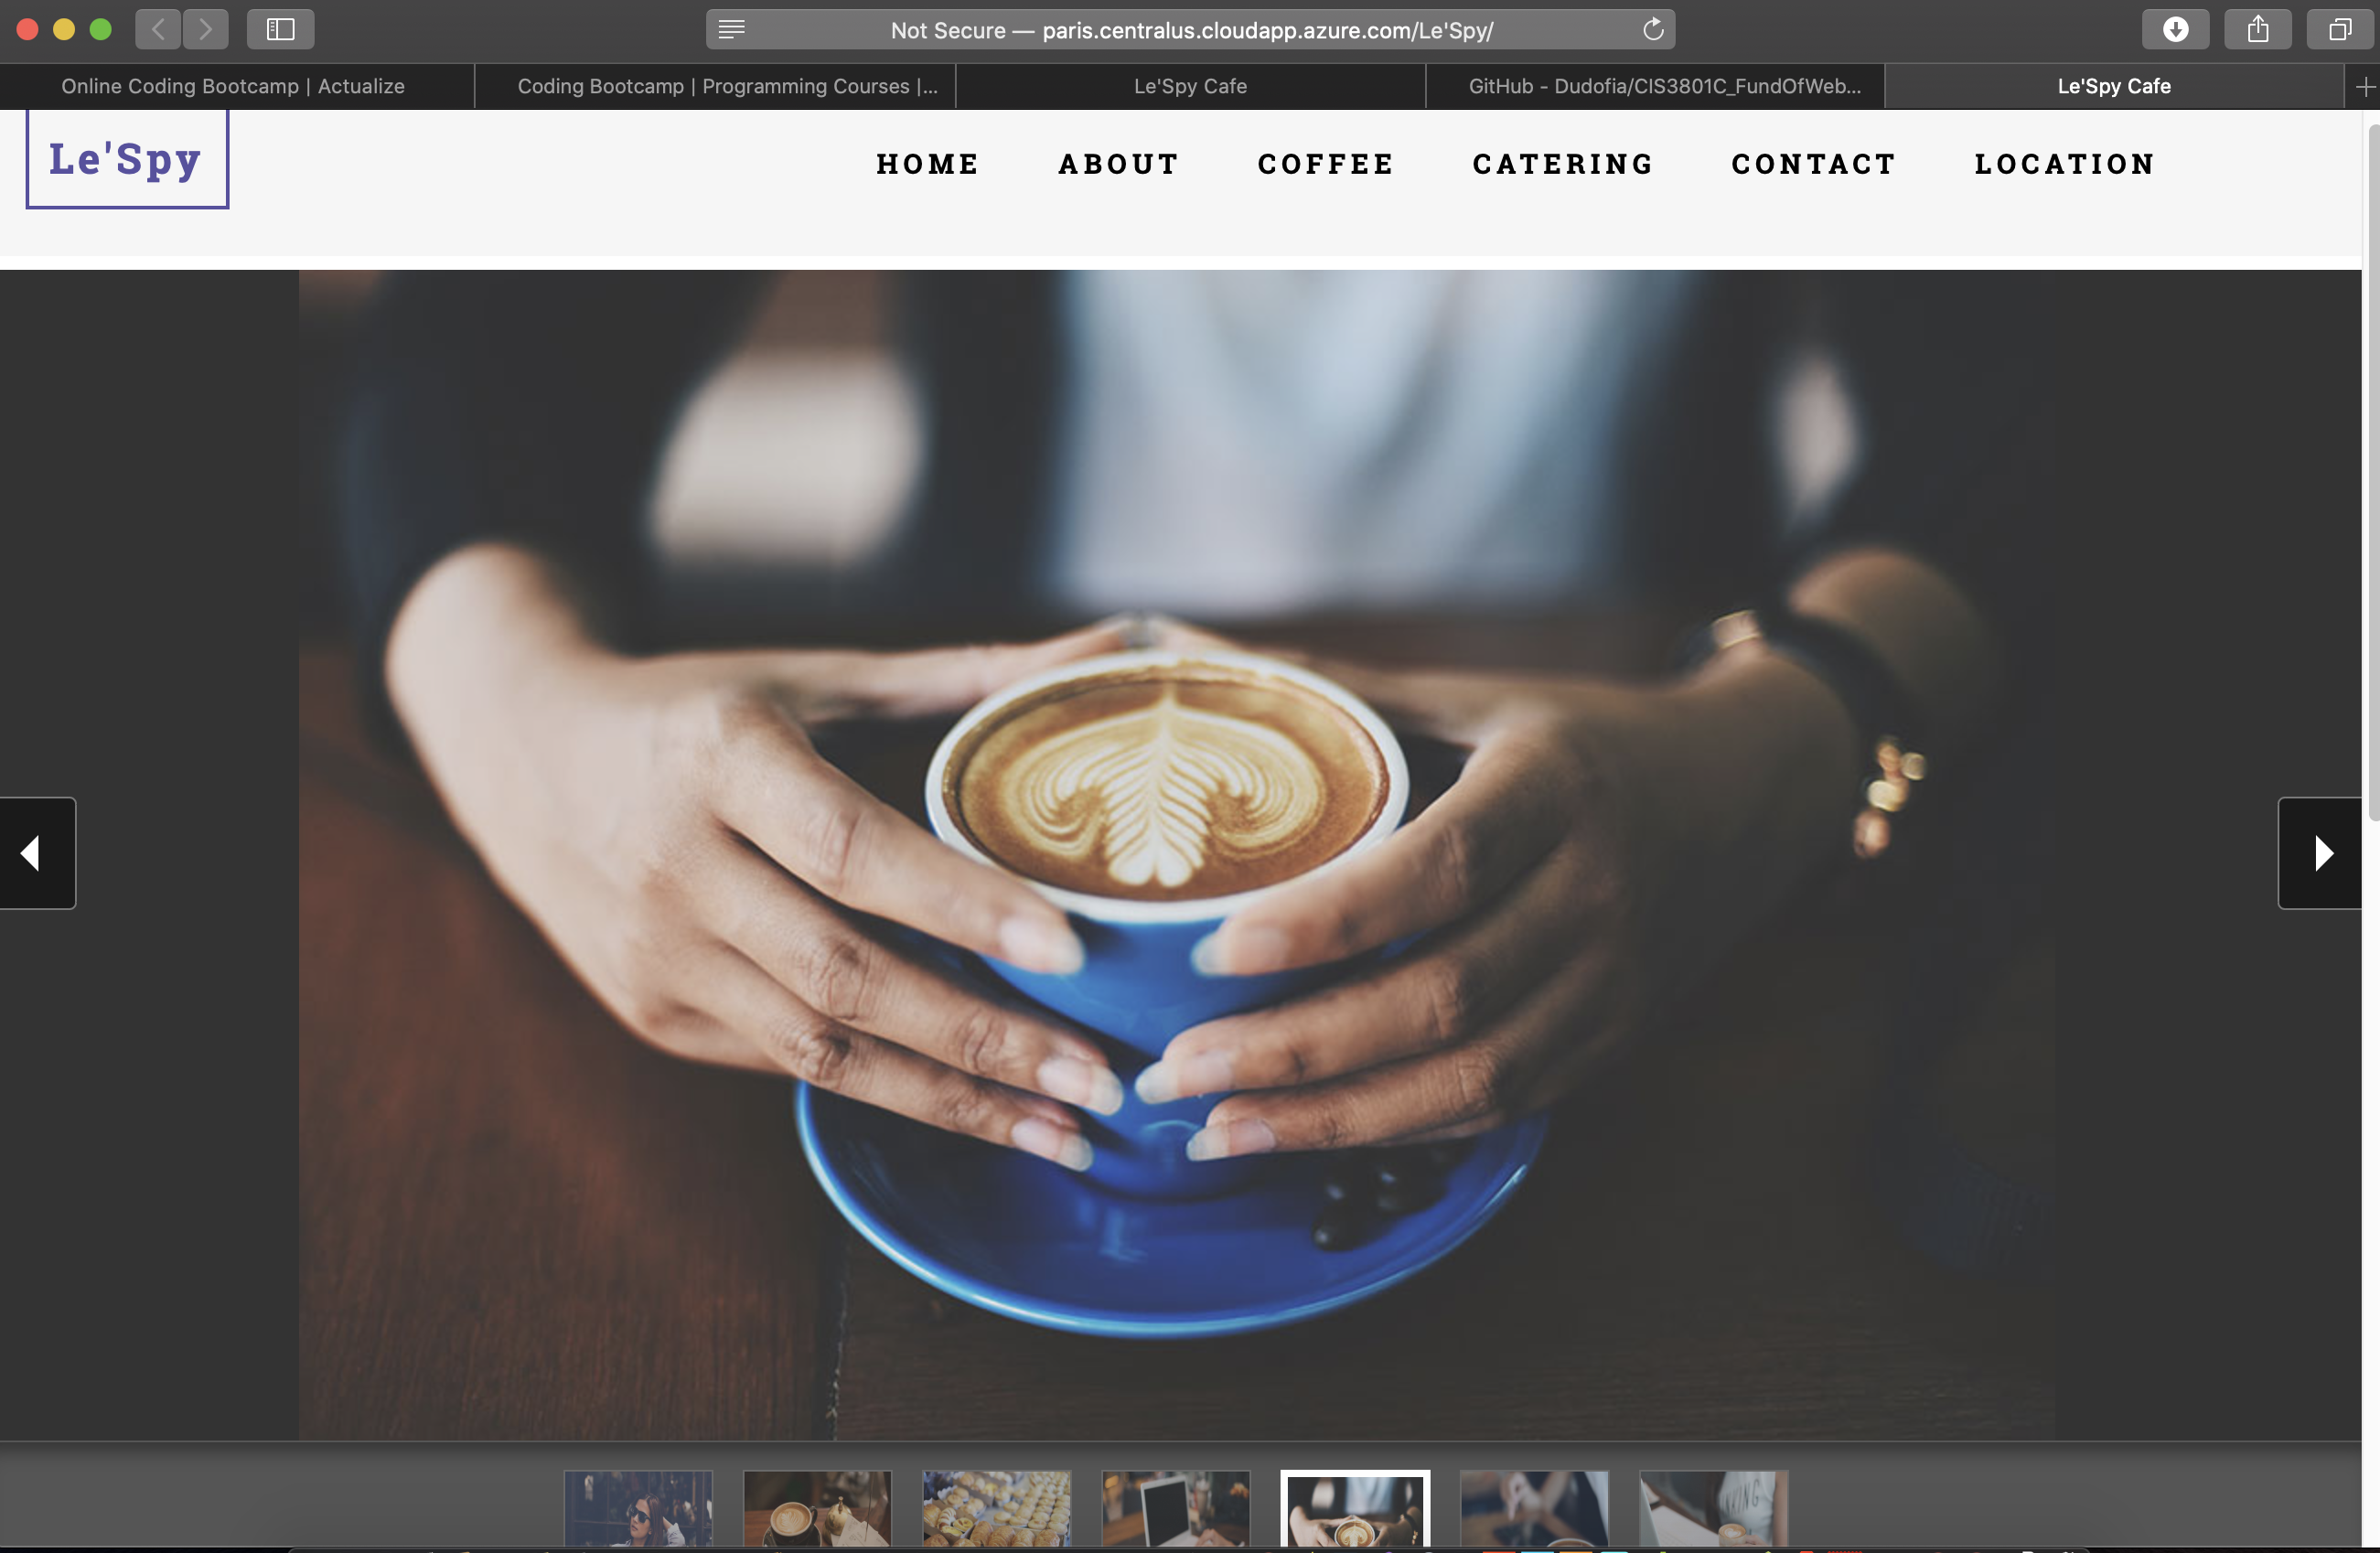 Not Secure — paris.centralus.cloudapp.azure.com/Le'Spy/
Online Coding Bootcamp | Actualize
Coding Bootcamp | Programming Courses |...
Le'Spy Cafe
GitHub - Dudofia/CIS3801C_FundOfWeb...
Le'Spy Cafe
Le'Spy
HOME ABOUT COFFEE CATERING CONTACT LOCATION